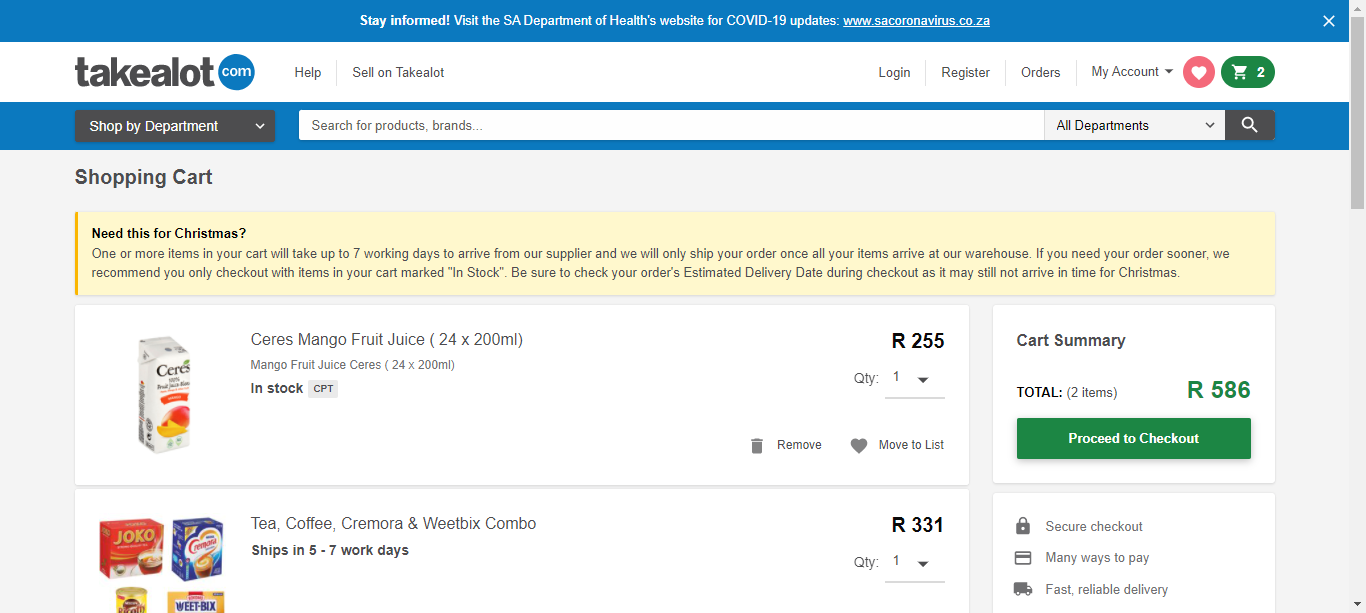 Stay informed! Visit the SA Department of Health's website for COVID-19 updates: www.sacoronavirus.co.za
takealot com
Help
Sell on Takealot
Login
Register
Orders
My Account
2
Shop by Department
Search for products, brands...
All Departments
Shopping Cart
Need this for Christmas?
One or more items in your cart will take up to 7 working days to arrive from our supplier and we will only ship your order once all your items arrive at our warehouse. If you need your order sooner, we
recommend you only checkout with items in your cart marked "In Stock". Be sure to check your order's Estimated Delivery Date during checkout as it may still not arrive in time for Christmas.
Ceres
100%
Ceres Mango Fruit Juice ( 24 x 200ml)
Mango Fruit Juice Ceres ( 24 x 200ml)
In stock CPT
R 255
Qty: 1
Remove
Move to List
Cart Summary
TOTAL: (2 items)
R 586
Proceed to Checkout
JOKO
Cremora
WEET-BIX
Tea, Coffee, Cremora & Weetbix Combo
Ships in 5 - 7 work days
R 331
Qty: 1
Secure checkout
Many ways to pay
Fast, reliable delivery